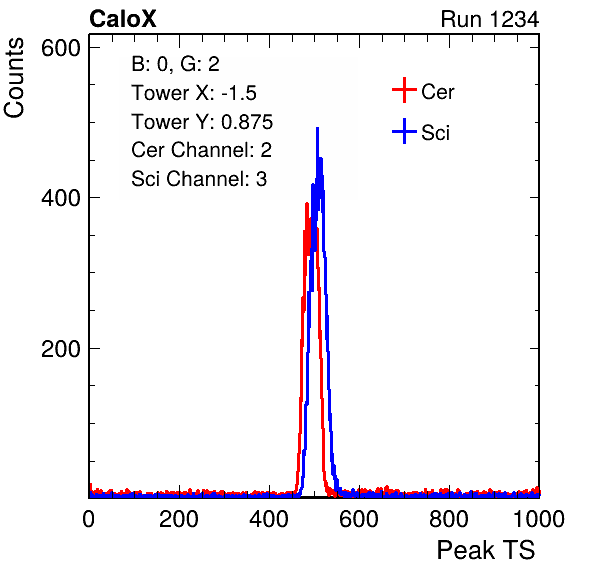 CaloX Run 1234
Counts
600
400
200
B: 0, G: 2
Tower X: -1.5
Tower Y: 0.875
Cer Channel: 2
Sci Channel: 3
Cer
Sci
0 200 400 600 800 1000
Peak TS